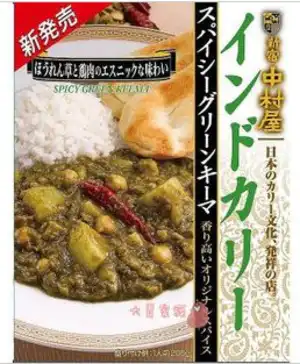 新発売
ほうれん草と鶏肉のエスニックな味わい
SPICY GREEN KEEMA
新宿
中村屋
インドカリー
日本のカリー文化、発祥の店
スパイシーグリーンキーマ
香り高いオリジナルスパイス